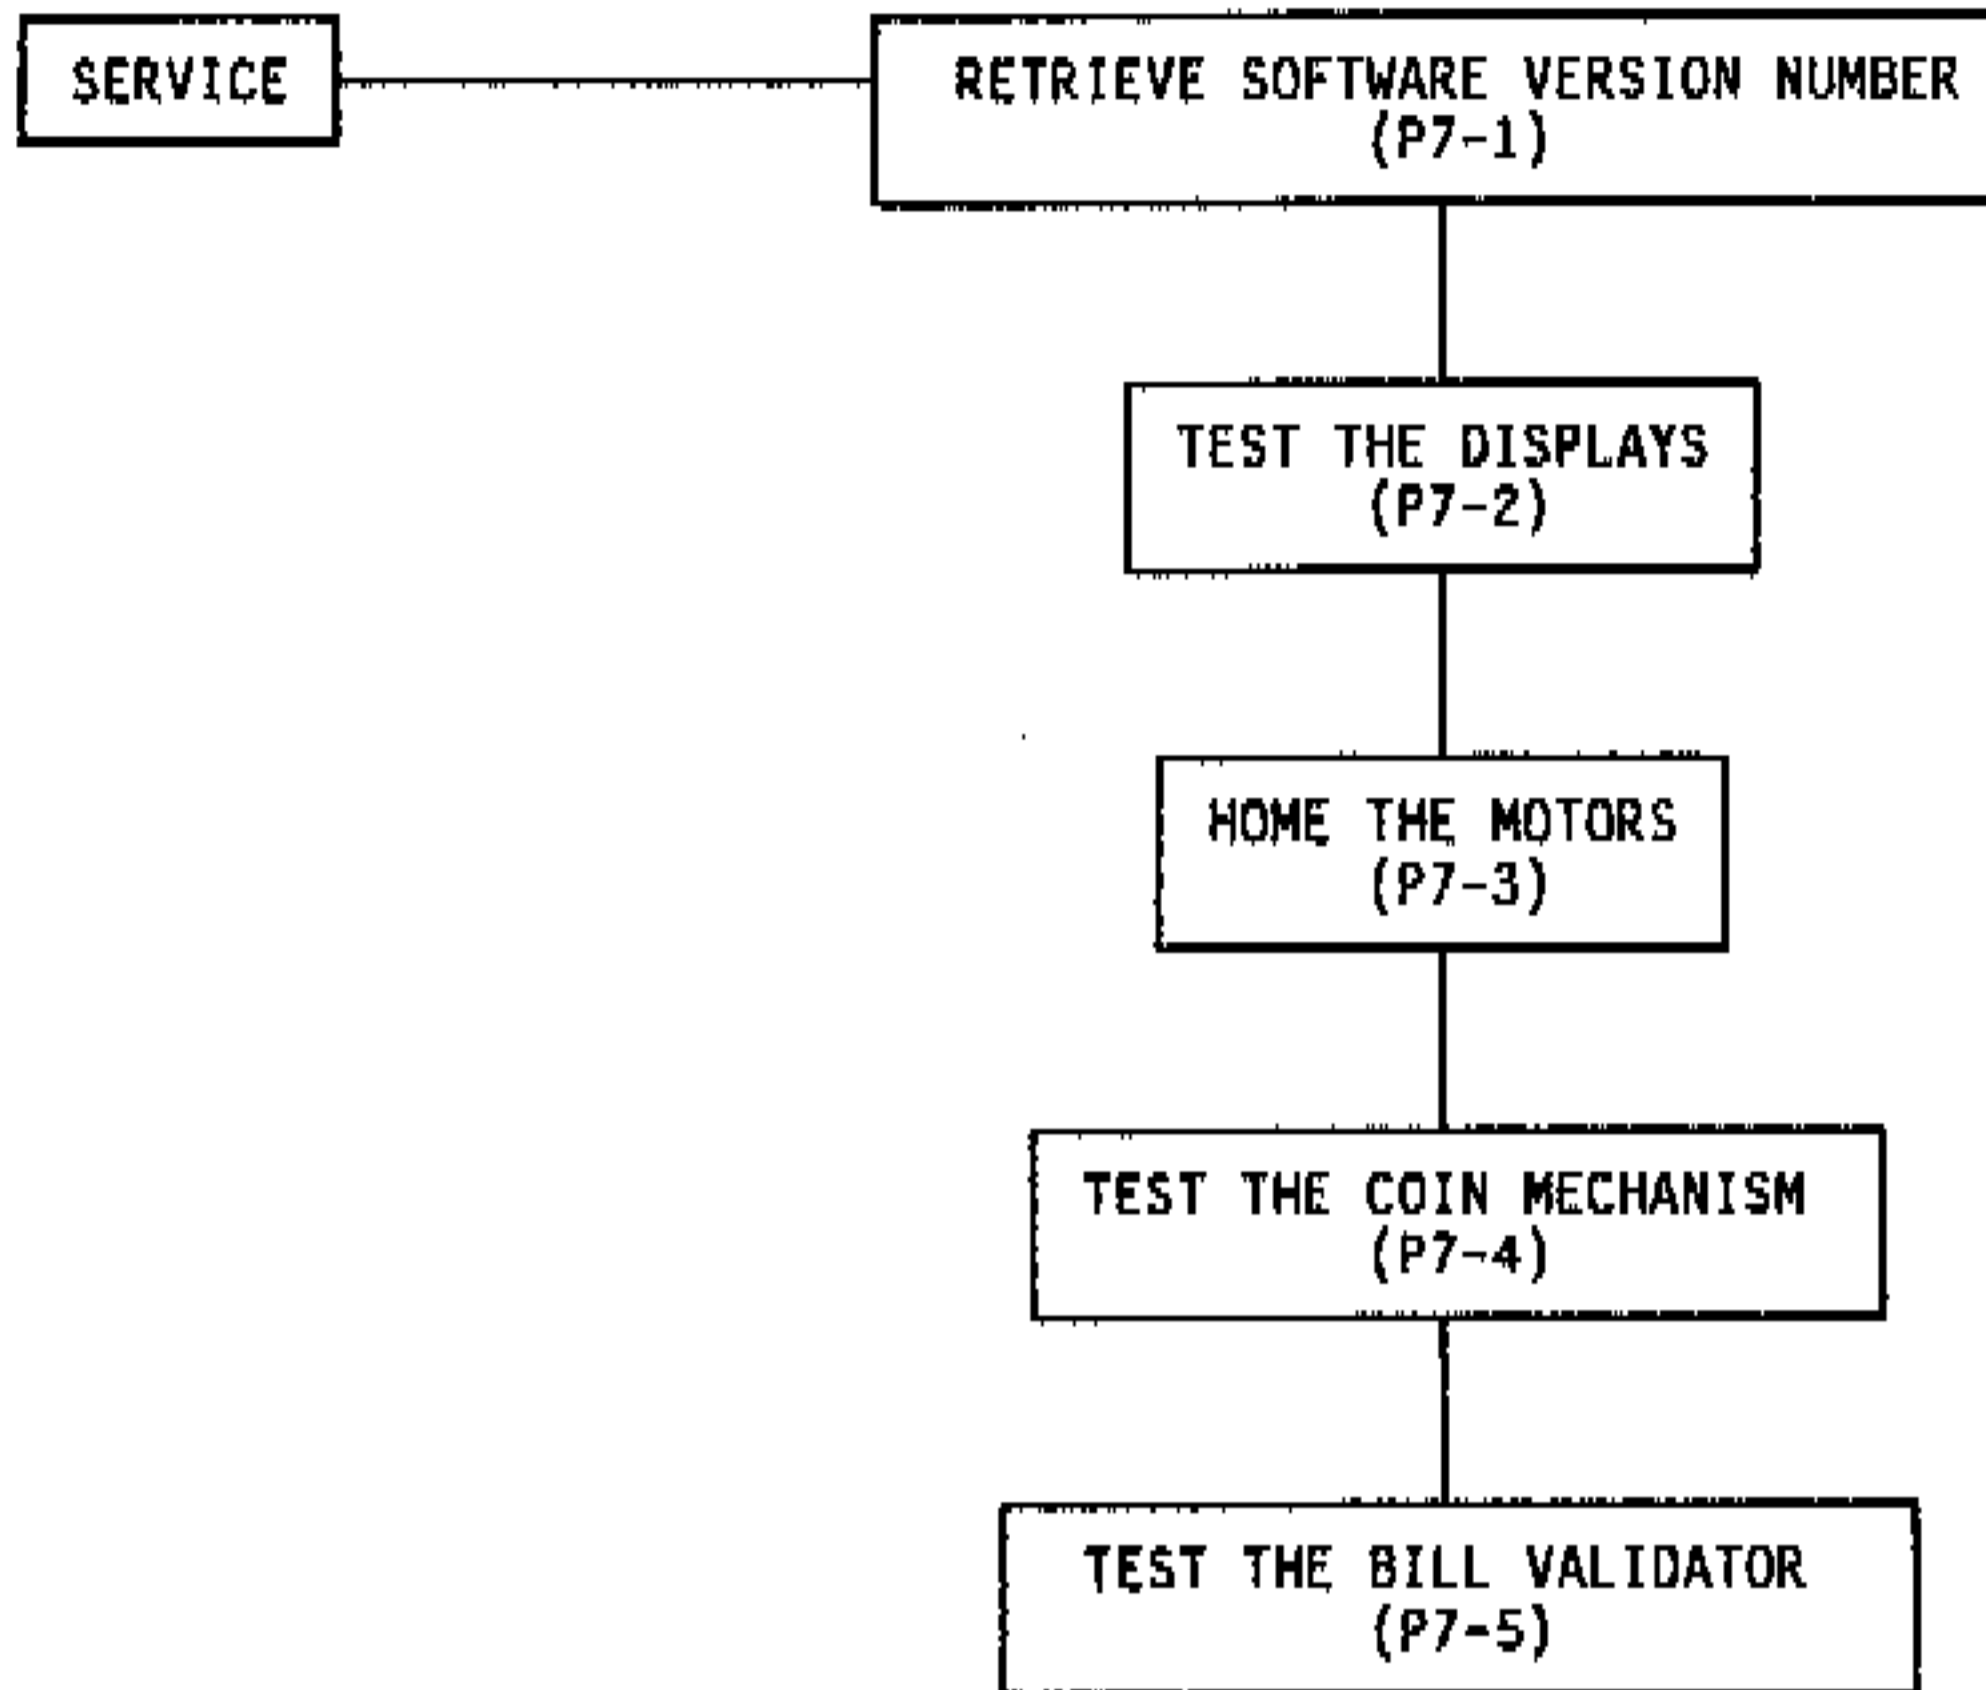 SERVICE
RETRIEVE SOFTWARE VERSION NUMBER
(P7-1)
TEST THE DISPLAYS
(P7-2)
HOME THE MOTORS
(P7-3)
TEST THE COIN MECHANISM
(P7-4)
TEST THE BILL VALIDATOR
(P7-5)